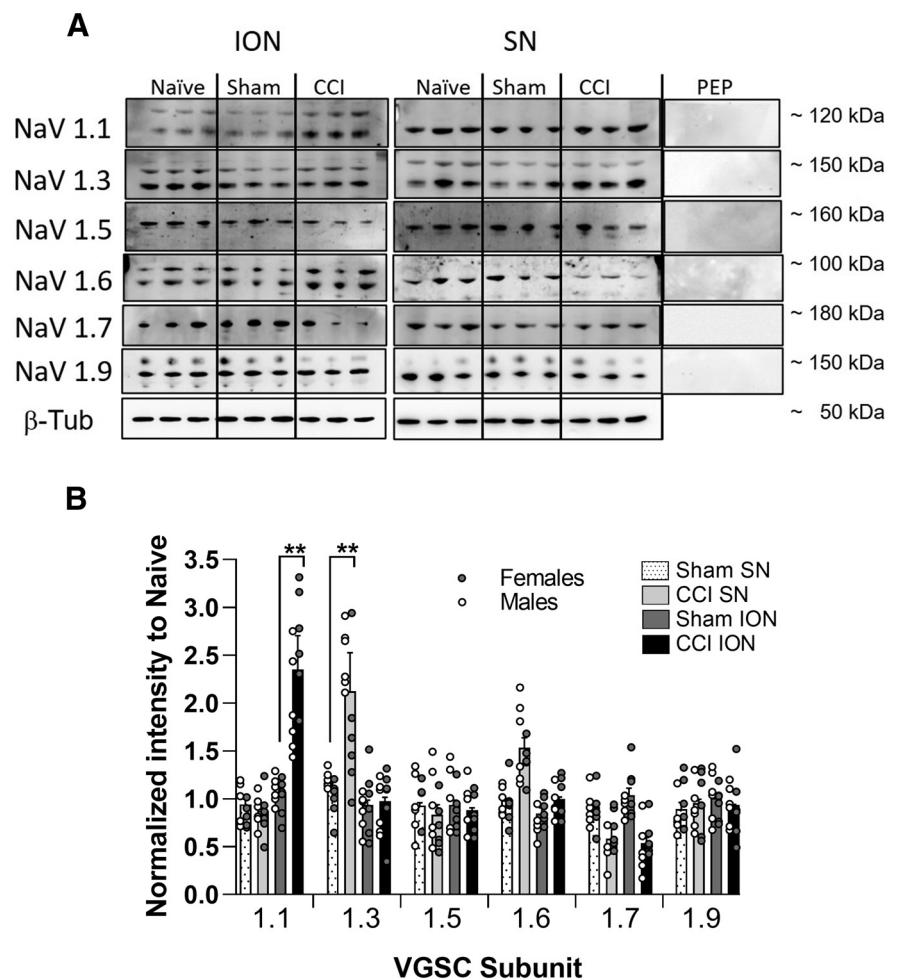 A
ION SN
Naïve Sham CCI Naïve Sham CCI PEP
NaV 1.1 ~ 120 kDa
NaV 1.3 ~ 150 kDa
NaV 1.5 ~ 160 kDa
NaV 1.6 ~ 100 kDa
NaV 1.7 ~ 180 kDa
NaV 1.9 ~ 150 kDa
β-Tub ~ 50 kDa
B
Normalized intensity to Naive
3.5
3.0
2.5
2.0
1.5
1.0
0.5
0.0
** **
Females
Males
Sham SN
CCI SN
Sham ION
CCI ION
1.1 1.3 1.5 1.6 1.7 1.9
VGSC Subunit